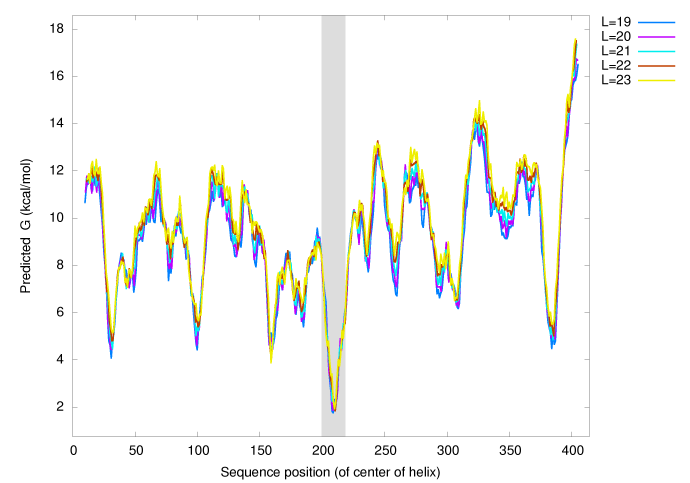 18
16
14
12
10
8
6
4
2
0
50
100
150
200
250
300
350
400
Predicted G (kcal/mol)
Sequence position (of center of helix)
L=19
L=20
L=21
L=22
L=23